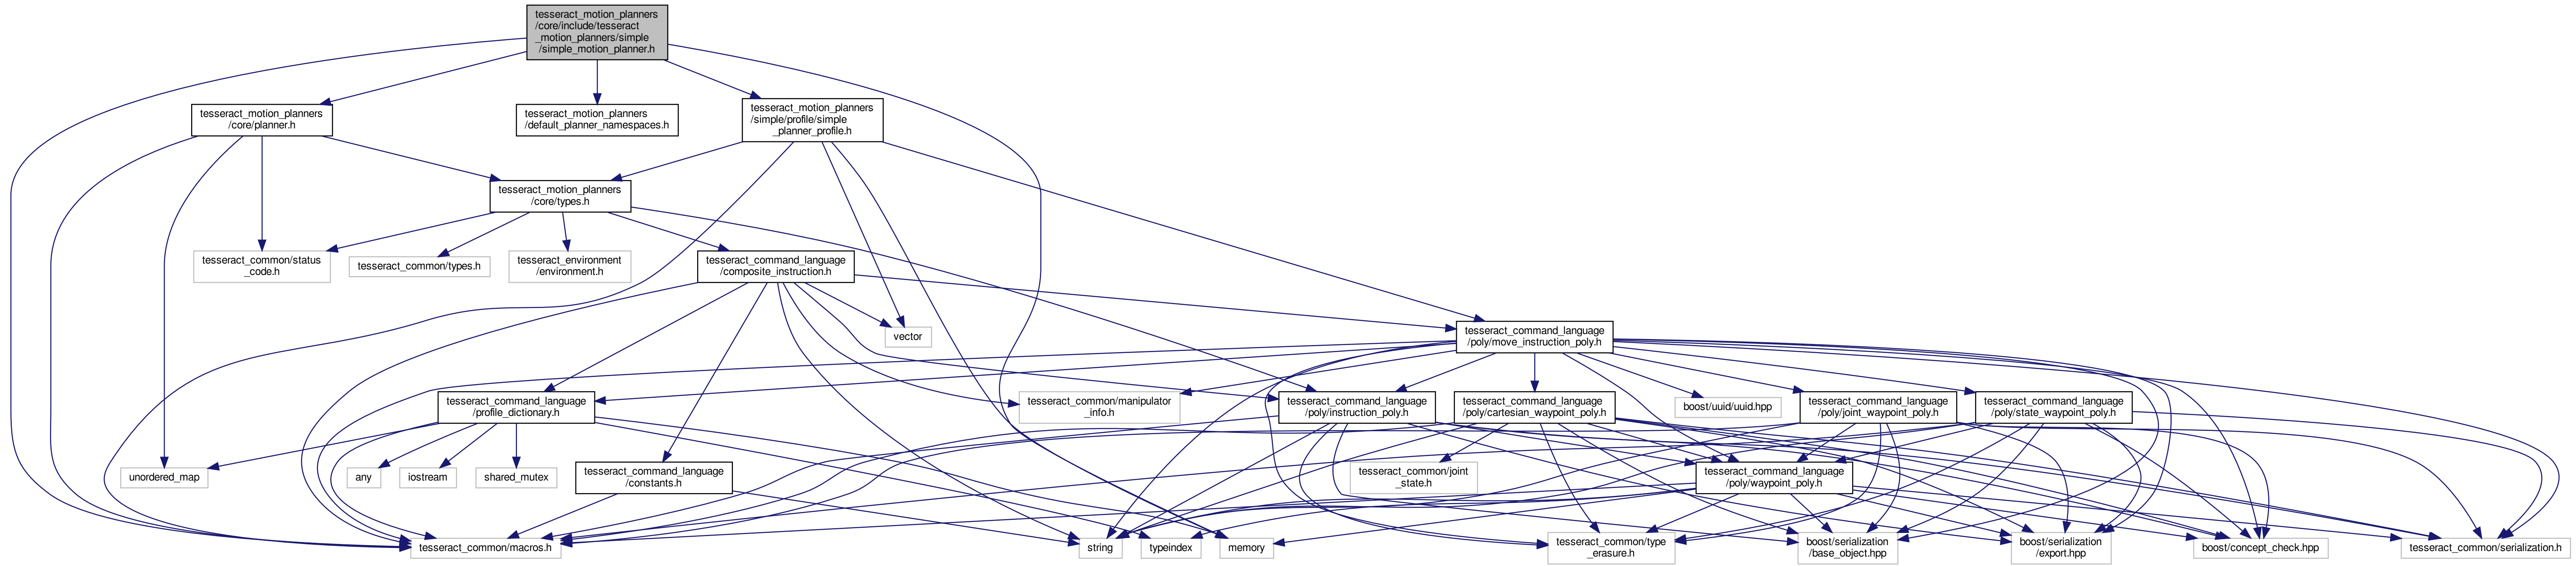 tesseract_motion_planners
/core/include/tesseract
_motion_planners/simple
/simple_motion_planner.h
tesseract_motion_planners
/core/planner.h
tesseract_motion_planners
/default_planner_namespaces.h
tesseract_motion_planners
/simple/profile/simple
_planner_profile.h
tesseract_motion_planners
/core/types.h
tesseract_common/status
_code.h
tesseract_common/types.h
tesseract_environment
/environment.h
tesseract_command_language
/composite_instruction.h
vector
tesseract_command_language
/poly/move_instruction_poly.h
tesseract_command_language
/profile_dictionary.h
tesseract_common/manipulator
_info.h
tesseract_command_language
/poly/instruction_poly.h
tesseract_command_language
/poly/cartesian_waypoint_poly.h
boost/uuid/uuid.hpp
tesseract_command_language
/poly/joint_waypoint_poly.h
tesseract_command_language
/poly/state_waypoint_poly.h
unordered_map
any
iostream
shared_mutex
tesseract_command_language
/constants.h
tesseract_common/joint
_state.h
tesseract_command_language
/poly/waypoint_poly.h
tesseract_common/macros.h
string
typeindex
memory
tesseract_common/type
_erasure.h
boost/serialization
/base_object.hpp
boost/serialization
/export.hpp
boost/concept_check.hpp
tesseract_common/serialization.h